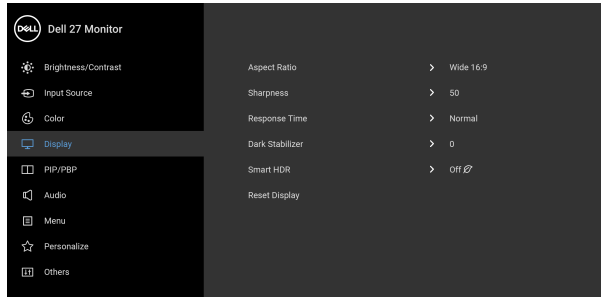 DELL Dell 27 Monitor
Brightness/Contrast
Input Source
Color
Display
PIP/PBP
Audio
Menu
Personalize
Others
Aspect Ratio > Wide 16:9
Sharpness > 50
Response Time > Normal
Dark Stabilizer > 0
Smart HDR > Off
Reset Display